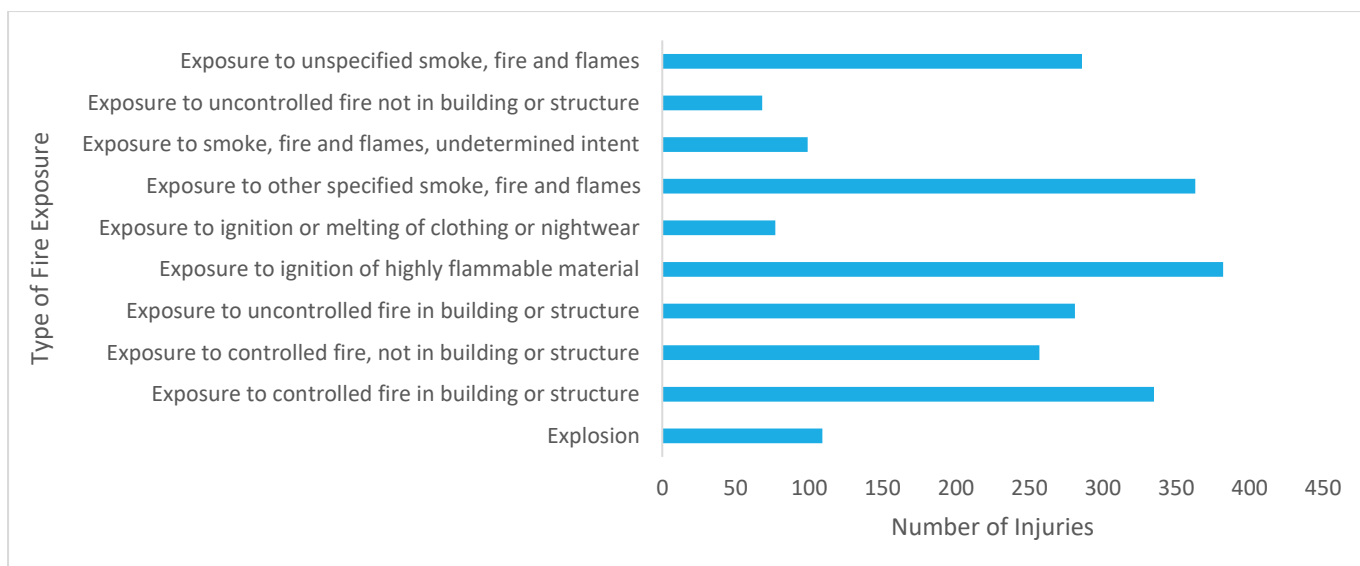 Type of Fire Exposure
Exposure to unspecified smoke, fire and flames
Exposure to uncontrolled fire not in building or structure
Exposure to smoke, fire and flames, undetermined intent
Exposure to other specified smoke, fire and flames
Exposure to ignition or melting of clothing or nightwear
Exposure to ignition of highly flammable material
Exposure to uncontrolled fire in building or structure
Exposure to controlled fire, not in building or structure
Exposure to controlled fire in building or structure
Explosion
0 50 100 150 200 250 300 350 400 450
Number of Injuries